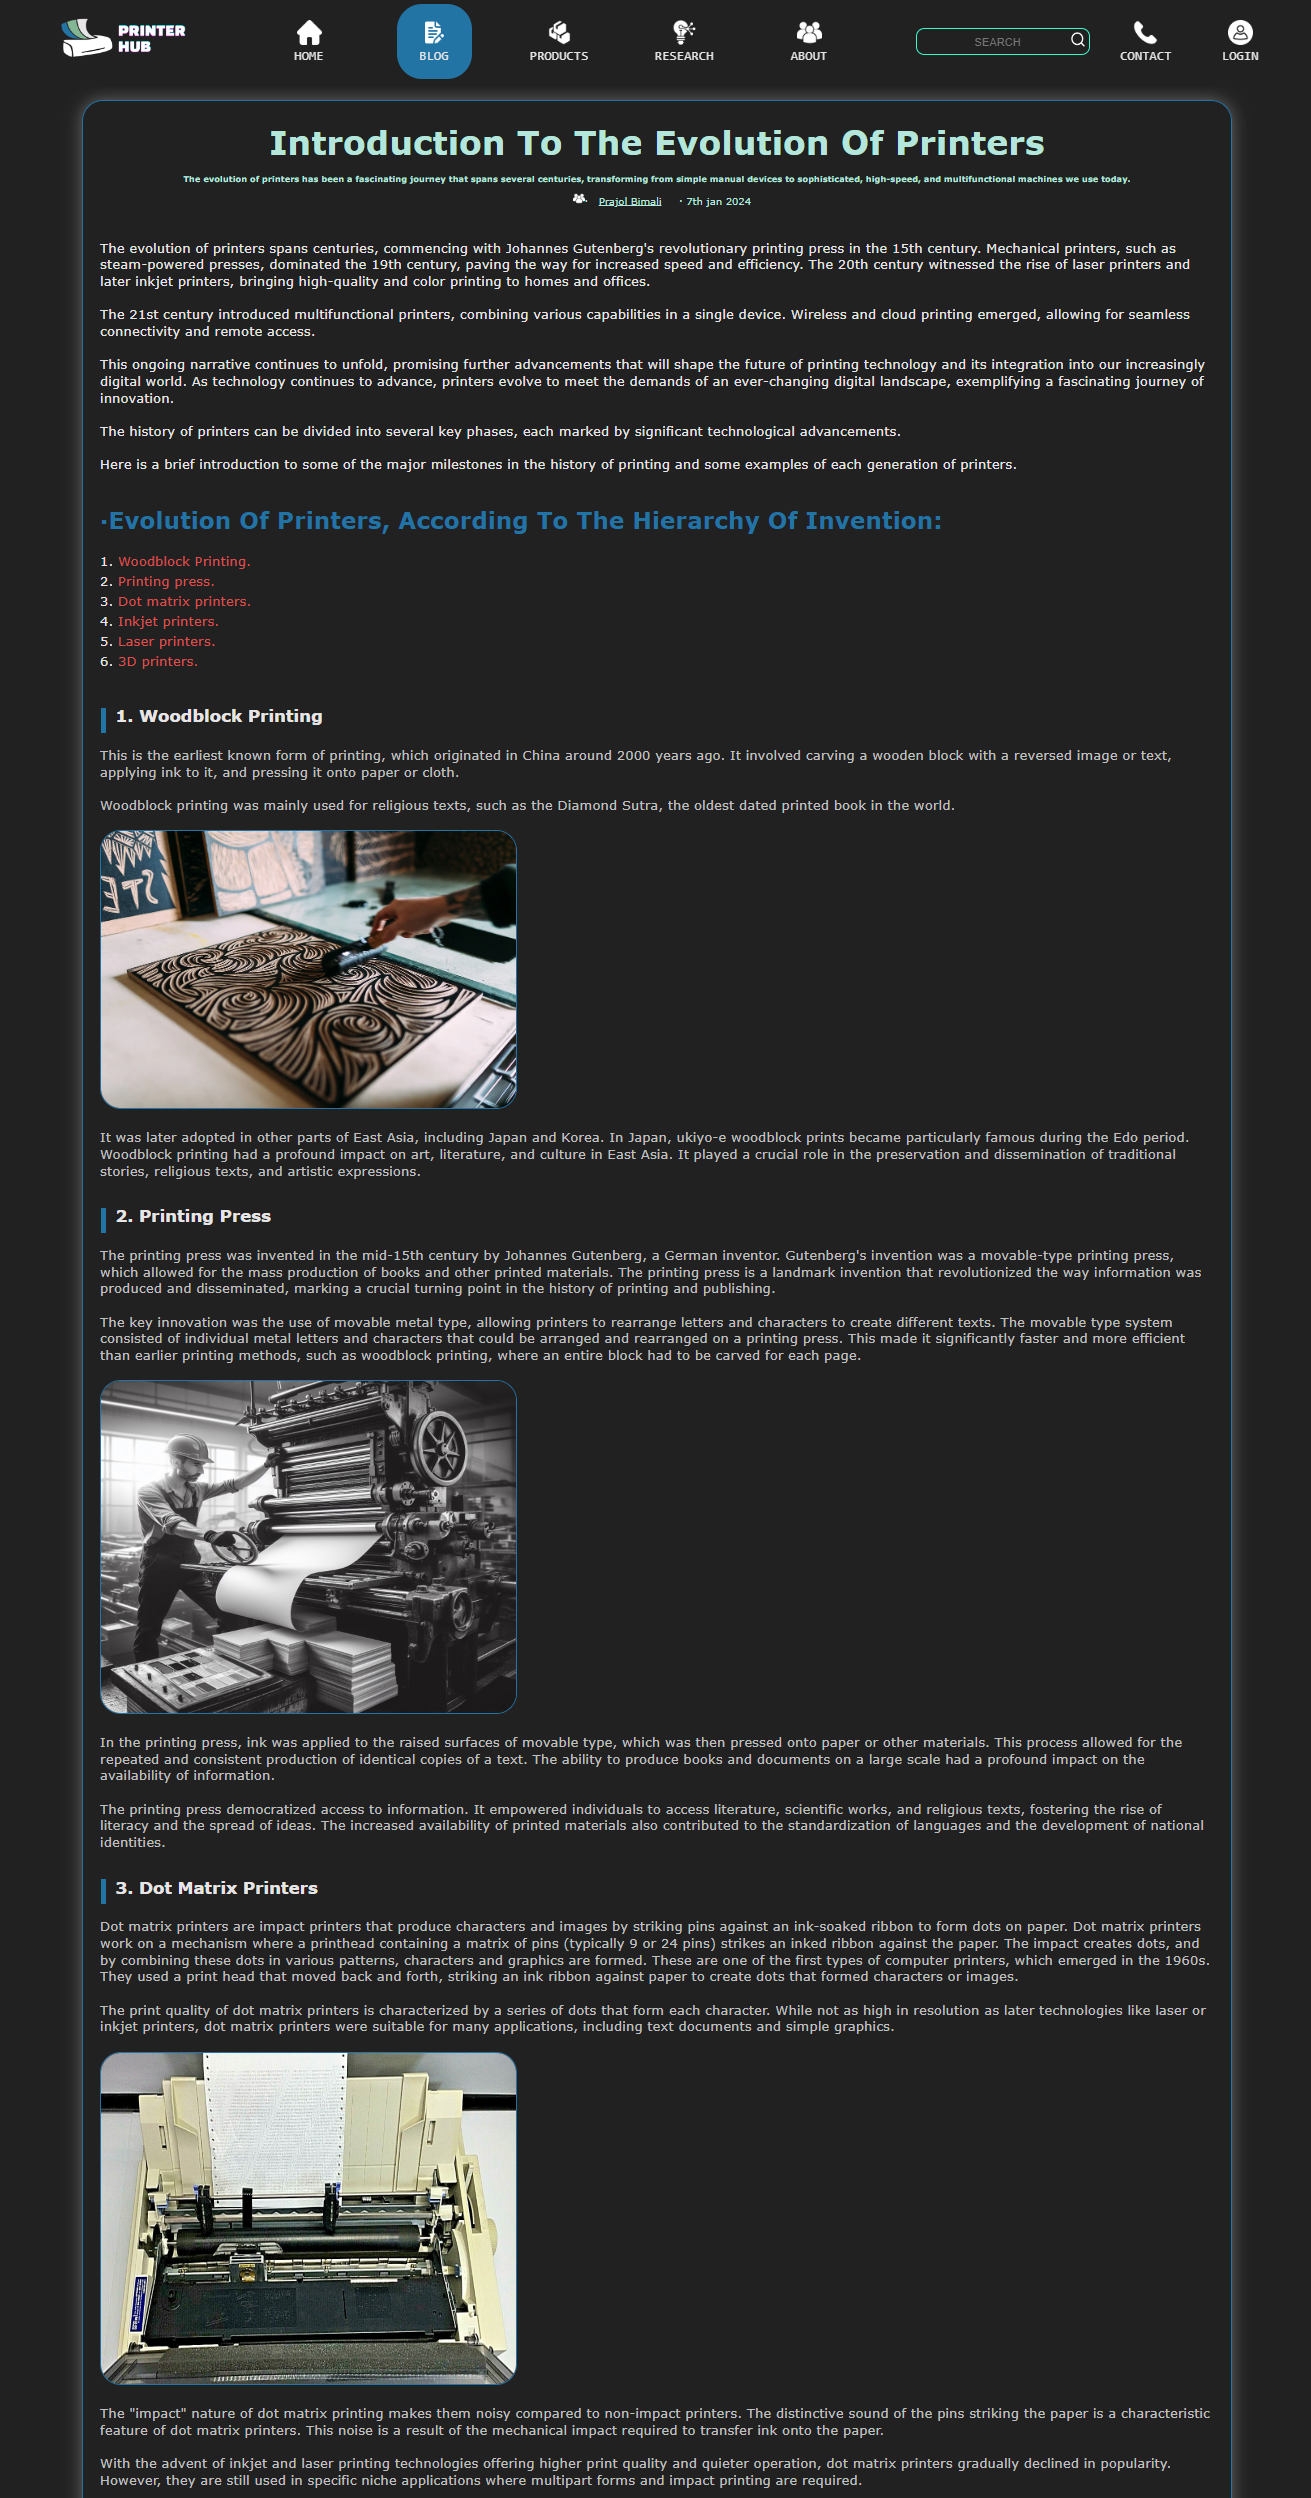 PRINTER
HUB
HOME
BLOG
PRODUCTS
RESEARCH
ABOUT
SEARCH
CONTACT
LOGIN
Introduction To The Evolution Of Printers
The evolution of printers has been a fascinating journey that spans several centuries, transforming from simple manual devices to sophisticated, high-speed, and multifunctional machines we use today.
Prajol Bimali · 7th jan 2024
The evolution of printers spans centuries, commencing with Johannes Gutenberg's revolutionary printing press in the 15th century. Mechanical printers, such as
steam-powered presses, dominated the 19th century, paving the way for increased speed and efficiency. The 20th century witnessed the rise of laser printers and
later inkjet printers, bringing high-quality and color printing to homes and offices.
The 21st century introduced multifunctional printers, combining various capabilities in a single device. Wireless and cloud printing emerged, allowing for seamless
connectivity and remote access.
This ongoing narrative continues to unfold, promising further advancements that will shape the future of printing technology and its integration into our increasingly
digital world. As technology continues to advance, printers evolve to meet the demands of an ever-changing digital landscape, exemplifying a fascinating journey of
innovation.
The history of printers can be divided into several key phases, each marked by significant technological advancements.
Here is a brief introduction to some of the major milestones in the history of printing and some examples of each generation of printers.
·Evolution Of Printers, According To The Hierarchy Of Invention:
1. Woodblock Printing.
2. Printing press.
3. Dot matrix printers.
4. Inkjet printers.
5. Laser printers.
6. 3D printers.
1. Woodblock Printing
This is the earliest known form of printing, which originated in China around 2000 years ago. It involved carving a wooden block with a reversed image or text,
applying ink to it, and pressing it onto paper or cloth.
Woodblock printing was mainly used for religious texts, such as the Diamond Sutra, the oldest dated printed book in the world.
It was later adopted in other parts of East Asia, including Japan and Korea. In Japan, ukiyo-e woodblock prints became particularly famous during the Edo period.
Woodblock printing had a profound impact on art, literature, and culture in East Asia. It played a crucial role in the preservation and dissemination of traditional
stories, religious texts, and artistic expressions.
2. Printing Press
The printing press was invented in the mid-15th century by Johannes Gutenberg, a German inventor. Gutenberg's invention was a movable-type printing press,
which allowed for the mass production of books and other printed materials. The printing press is a landmark invention that revolutionized the way information was
produced and disseminated, marking a crucial turning point in the history of printing and publishing.
The key innovation was the use of movable metal type, allowing printers to rearrange letters and characters to create different texts. The movable type system
consisted of individual metal letters and characters that could be arranged and rearranged on a printing press. This made it significantly faster and more efficient
than earlier printing methods, such as woodblock printing, where an entire block had to be carved for each page.
In the printing press, ink was applied to the raised surfaces of movable type, which was then pressed onto paper or other materials. This process allowed for the
repeated and consistent production of identical copies of a text. The ability to produce books and documents on a large scale had a profound impact on the
availability of information.
The printing press democratized access to information. It empowered individuals to access literature, scientific works, and religious texts, fostering the rise of
literacy and the spread of ideas. The increased availability of printed materials also contributed to the standardization of languages and the development of national
identities.
3. Dot Matrix Printers
Dot matrix printers are impact printers that produce characters and images by striking pins against an ink-soaked ribbon to form dots on paper. Dot matrix printers
work on a mechanism where a printhead containing a matrix of pins (typically 9 or 24 pins) strikes an inked ribbon against the paper. The impact creates dots, and
by combining these dots in various patterns, characters and graphics are formed. These are one of the first types of computer printers, which emerged in the 1960s.
They used a print head that moved back and forth, striking an ink ribbon against paper to create dots that formed characters or images.
The print quality of dot matrix printers is characterized by a series of dots that form each character. While not as high in resolution as later technologies like laser or
inkjet printers, dot matrix printers were suitable for many applications, including text documents and simple graphics.
The "impact" nature of dot matrix printing makes them noisy compared to non-impact printers. The distinctive sound of the pins striking the paper is a characteristic
feature of dot matrix printers. This noise is a result of the mechanical impact required to transfer ink onto the paper.
With the advent of inkjet and laser printing technologies offering higher print quality and quieter operation, dot matrix printers gradually declined in popularity.
However, they are still used in specific niche applications where multipart forms and impact printing are required.